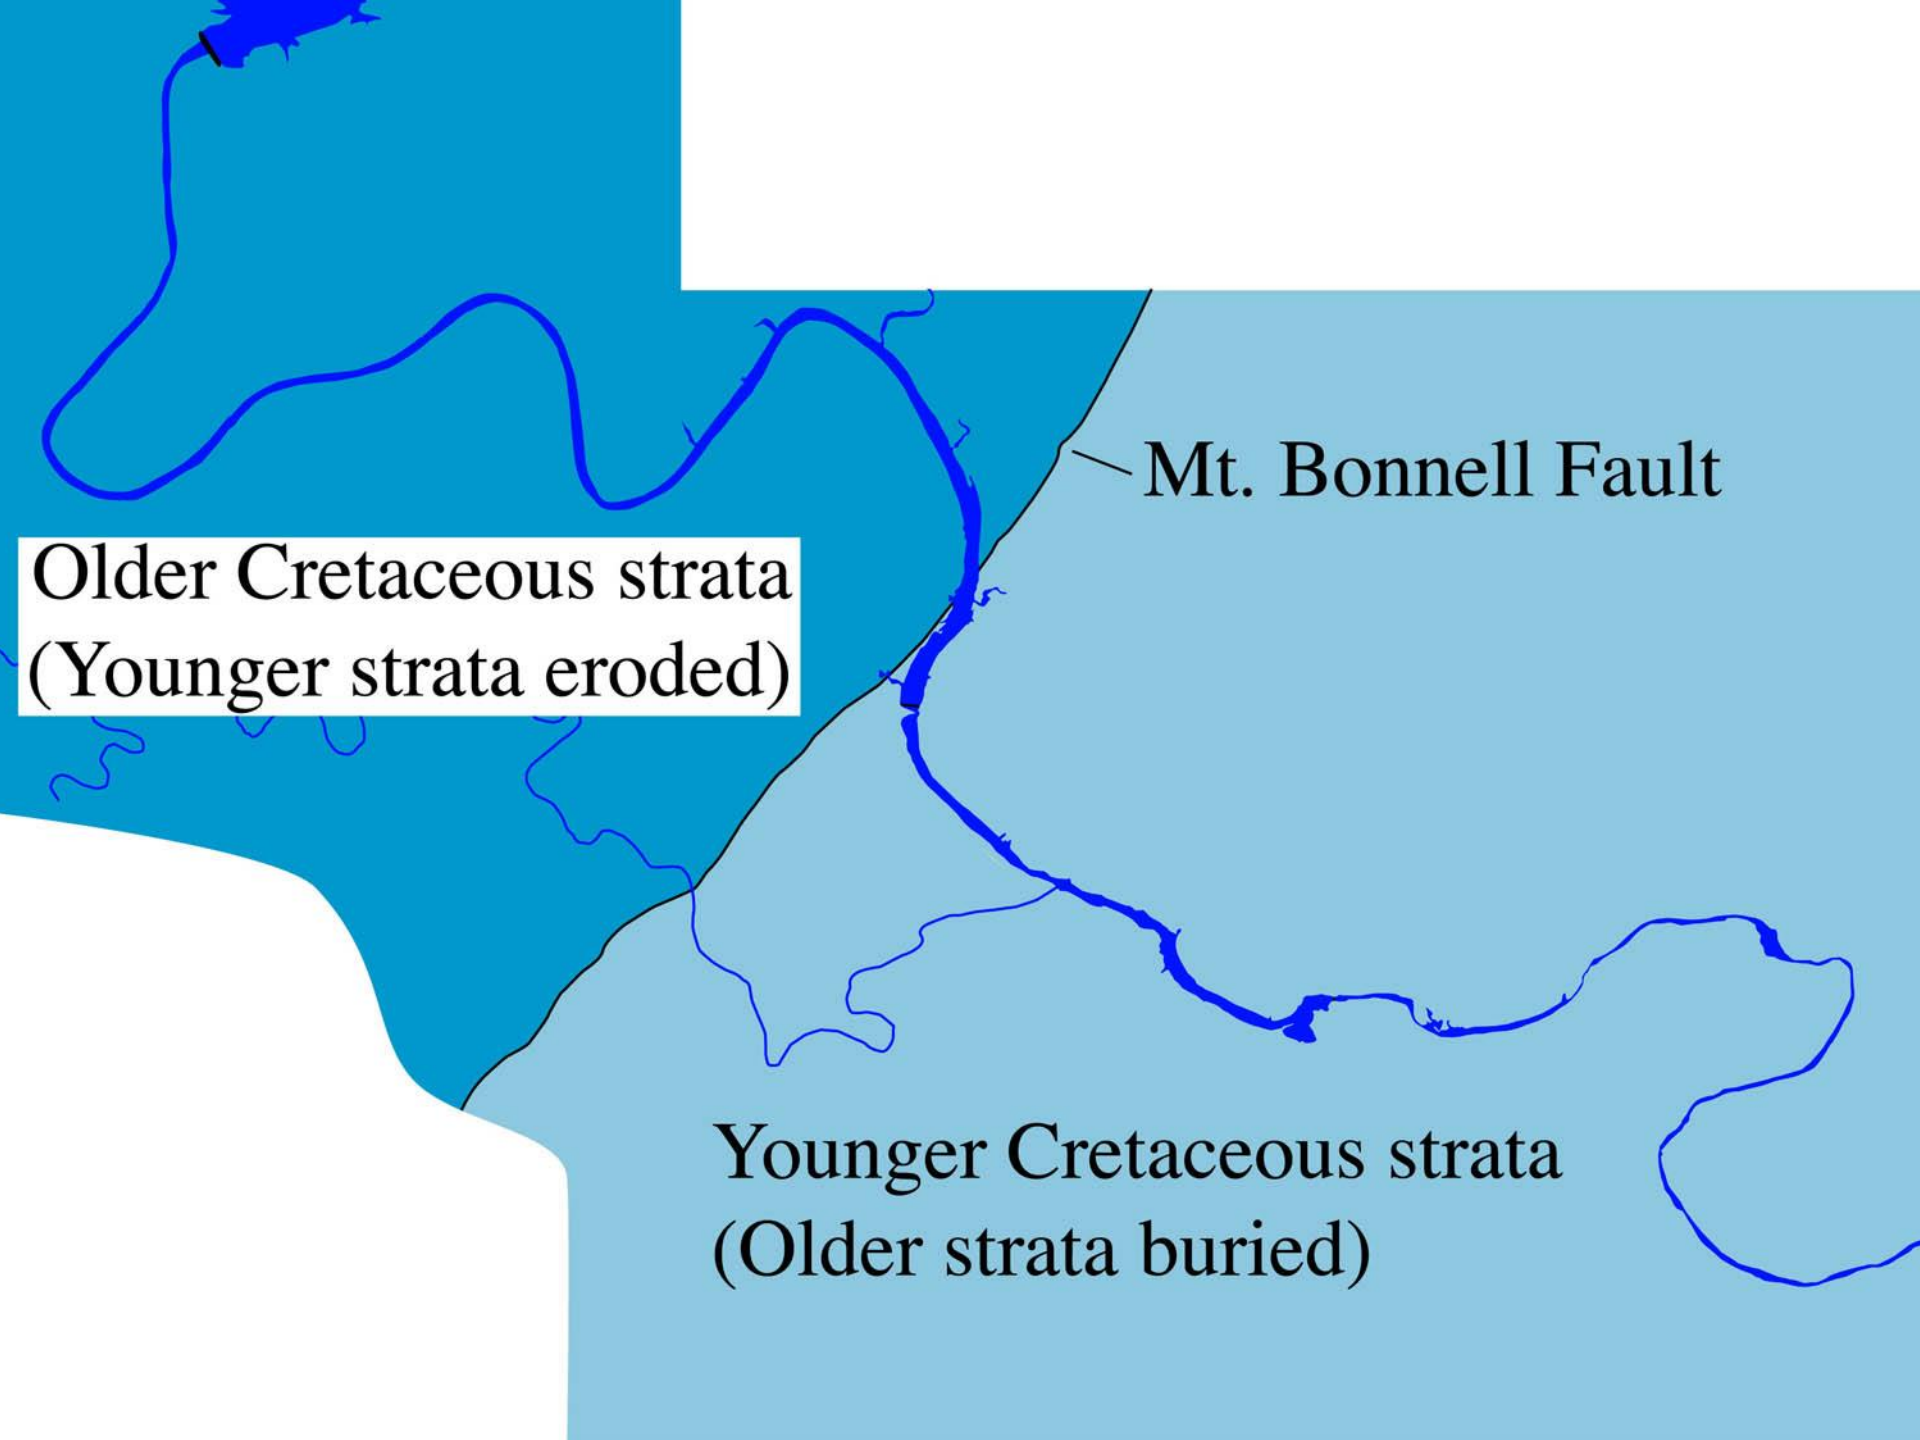 Mt. Bonnell Fault
Older Cretaceous strata
(Younger strata eroded)
Younger Cretaceous strata
(Older strata buried)